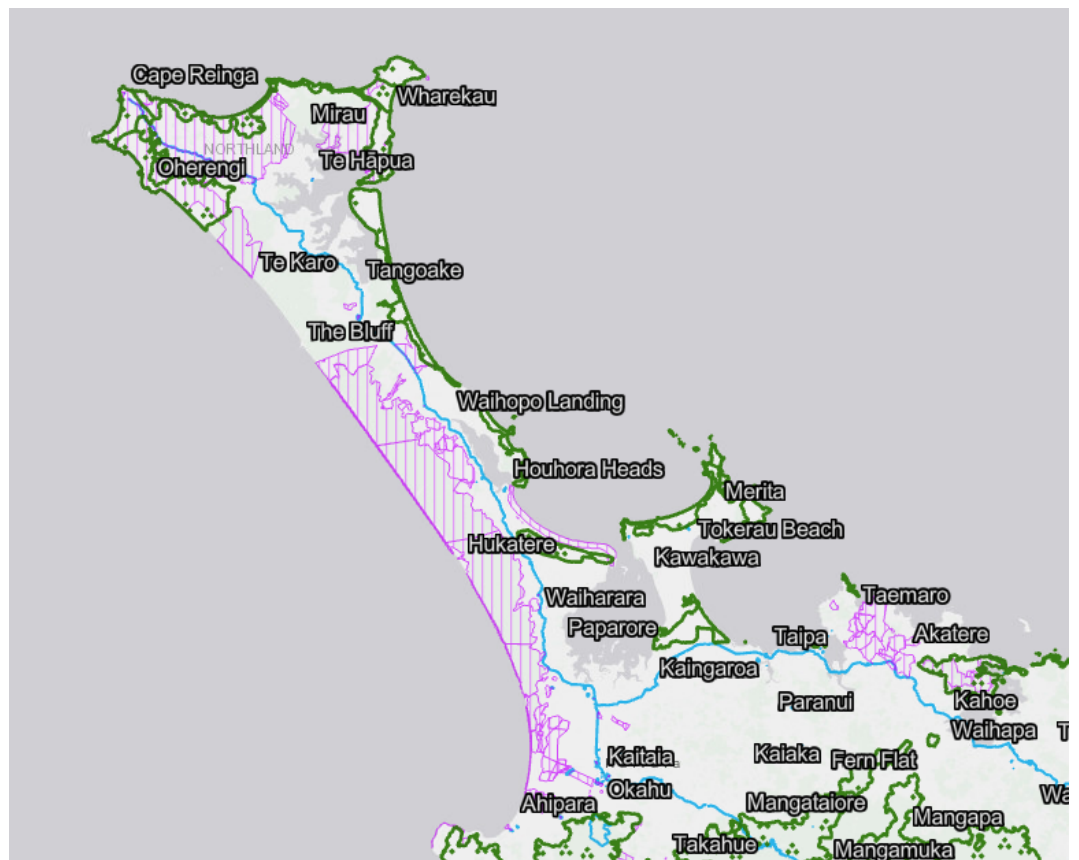 Cape Reinga
Wharekau
Mirau
NORTHLAND
Te Hāpua
Oherengi
Te Karo
Tangoake
The Bluff
Waihopo Landing
Houhora Heads
Merita
Tokerau Beach
Hukatere
Kawakawa
Waiharara
Taemaro
Paparore
Taipa
Akatere
Kaingaroa
Paranui
Kahoe
Waihapa
T
Kaitaia
Kaiaka
Fern Flat
Okahu
Wa
Ahipara
Mangataiore
Mangapa
Takahue
Mangamuka